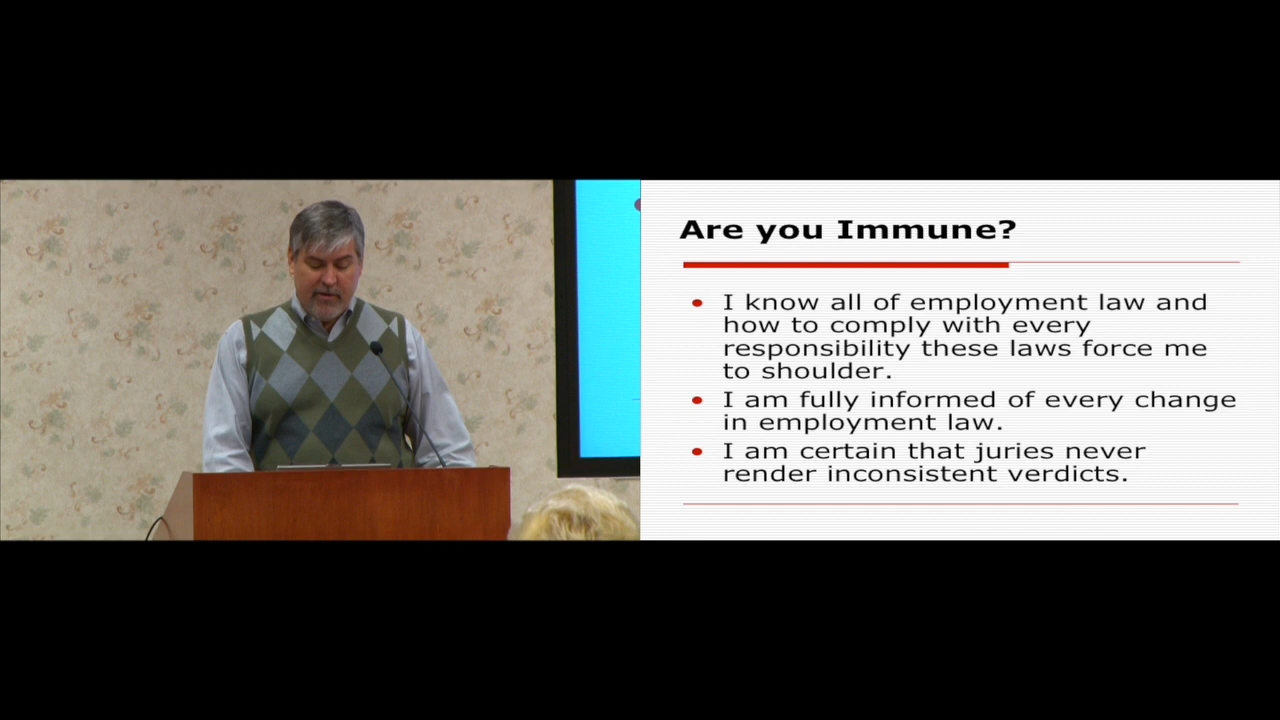 Are you Immune?
• I know all of employment law and
how to comply with every
responsibility these laws force me
to shoulder.
• I am fully informed of every change
in employment law.
• I am certain that juries never
render inconsistent verdicts.